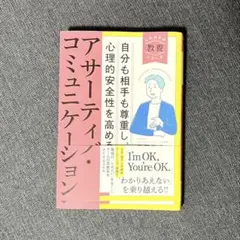 自分も相手も尊重し、
心理的安全性を高める
アサーティブ・
コミュニケーション
教養
I'm OK,
You're OK.
わかりあえない
を乗り越える!!